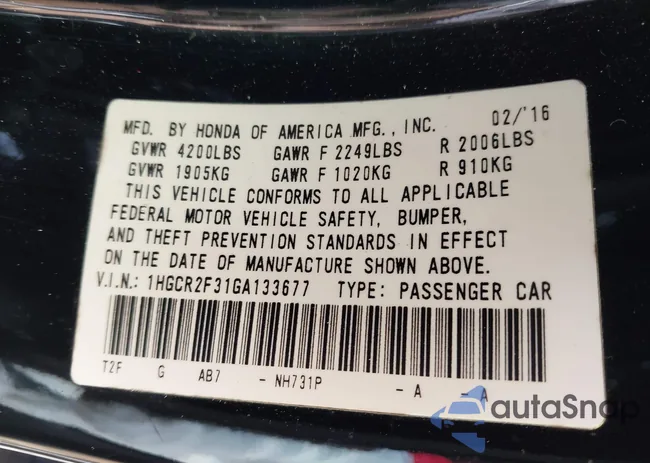 MFD. BY HONDA OF AMERICA MFG., INC. 02/'16
GVWR 4200LBS GAWR F 2249LBS R 2006LBS
GVWR 1905KG GAWR F 1020KG R 910KG
THIS VEHICLE CONFORMS TO ALL APPLICABLE
FEDERAL MOTOR VEHICLE SAFETY, BUMPER,
AND THEFT PREVENTION STANDARDS IN EFFECT
ON THE DATE OF MANUFACTURE SHOWN ABOVE.
V.I.N.: 1HGCR2F31GA133677 TYPE: PASSENGER CAR
T2F G AB7 - NH731P - A - A
autaSnap